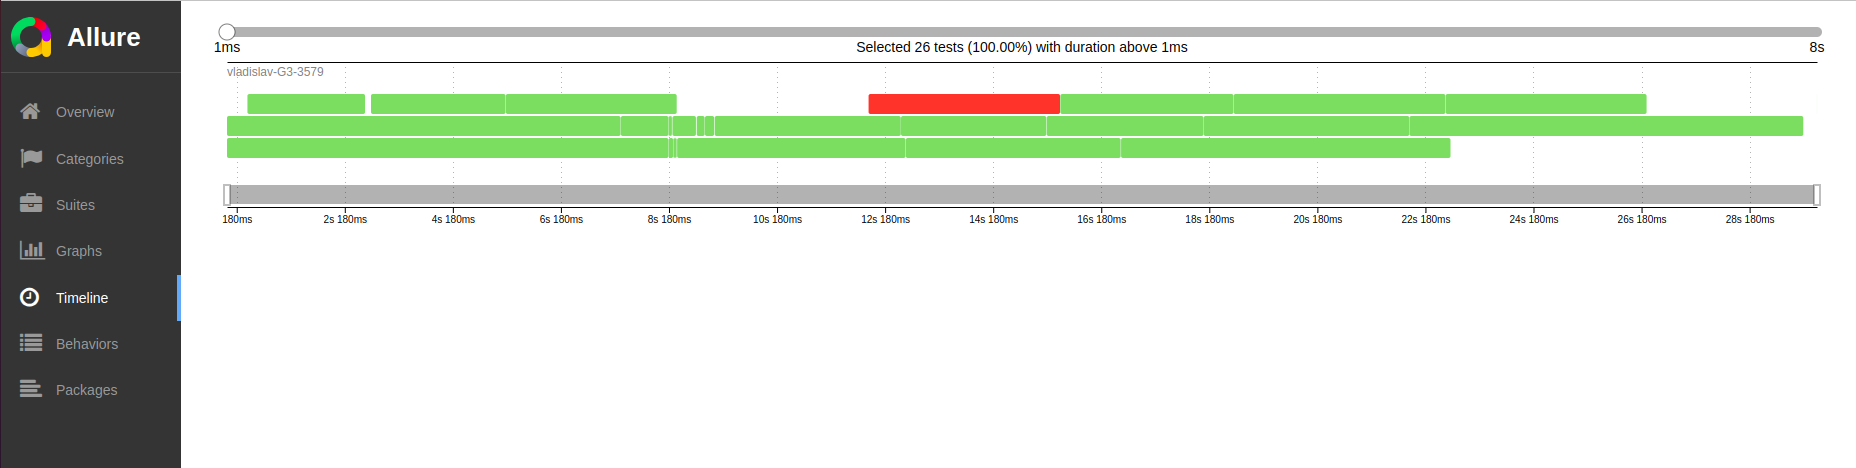 Allure
Overview
Categories
Suites
Graphs
Timeline
Behaviors
Packages
1ms Selected 26 tests (100.00%) with duration above 1ms 8s
vladislav-G3-3579
180ms 2s 180ms 4s 180ms 6s 180ms 8s 180ms 10s 180ms 12s 180ms 14s 180ms 16s 180ms 18s 180ms 20s 180ms 22s 180ms 24s 180ms 26s 180ms 28s 180ms